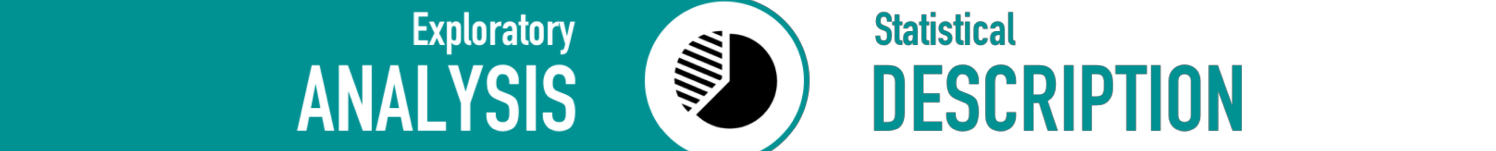 Exploratory
ANALYSIS
Statistical
DESCRIPTION